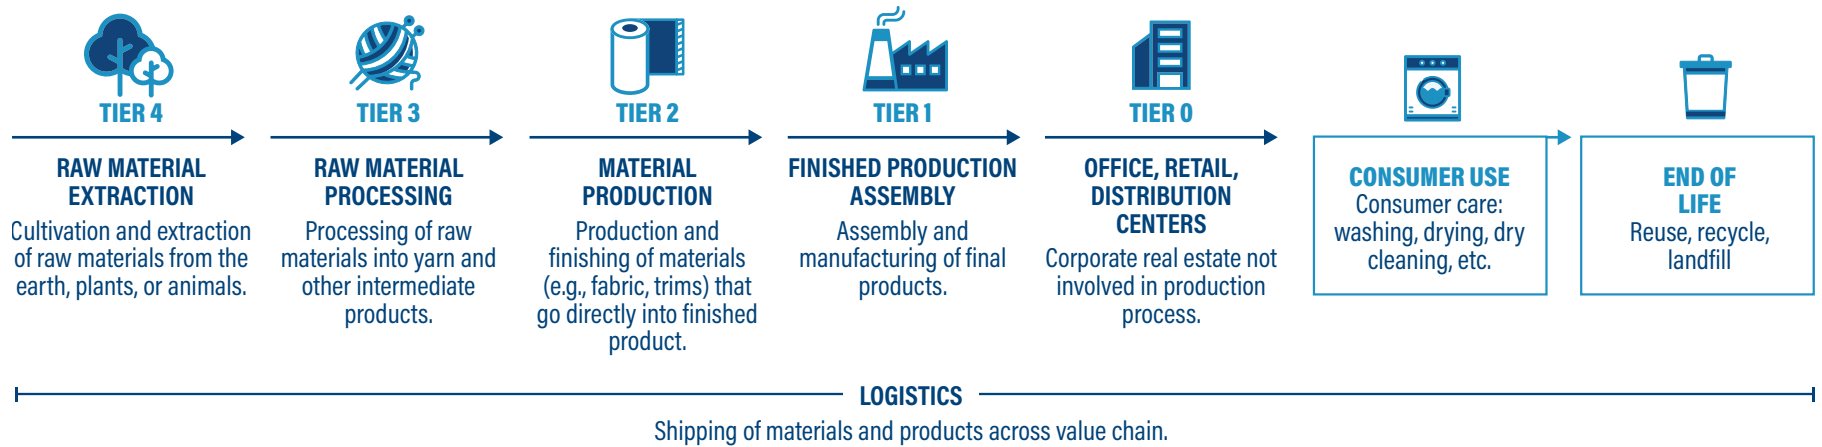 TIER 4
RAW MATERIAL
EXTRACTION
Cultivation and extraction
of raw materials from the
earth, plants, or animals.
TIER 3
RAW MATERIAL
PROCESSING
Processing of raw
materials into yarn and
other intermediate
products.
TIER 2
MATERIAL
PRODUCTION
Production and
finishing of materials
(e.g., fabric, trims) that
go directly into finished
product.
TIER 1
FINISHED PRODUCTION
ASSEMBLY
Assembly and
manufacturing of final
products.
TIER 0
OFFICE, RETAIL,
DISTRIBUTION
CENTERS
Corporate real estate not
involved in production
process.
CONSUMER USE
Consumer care:
washing, drying, dry
cleaning, etc.
END OF
LIFE
Reuse, recycle,
landfill
LOGISTICS
Shipping of materials and products across value chain.